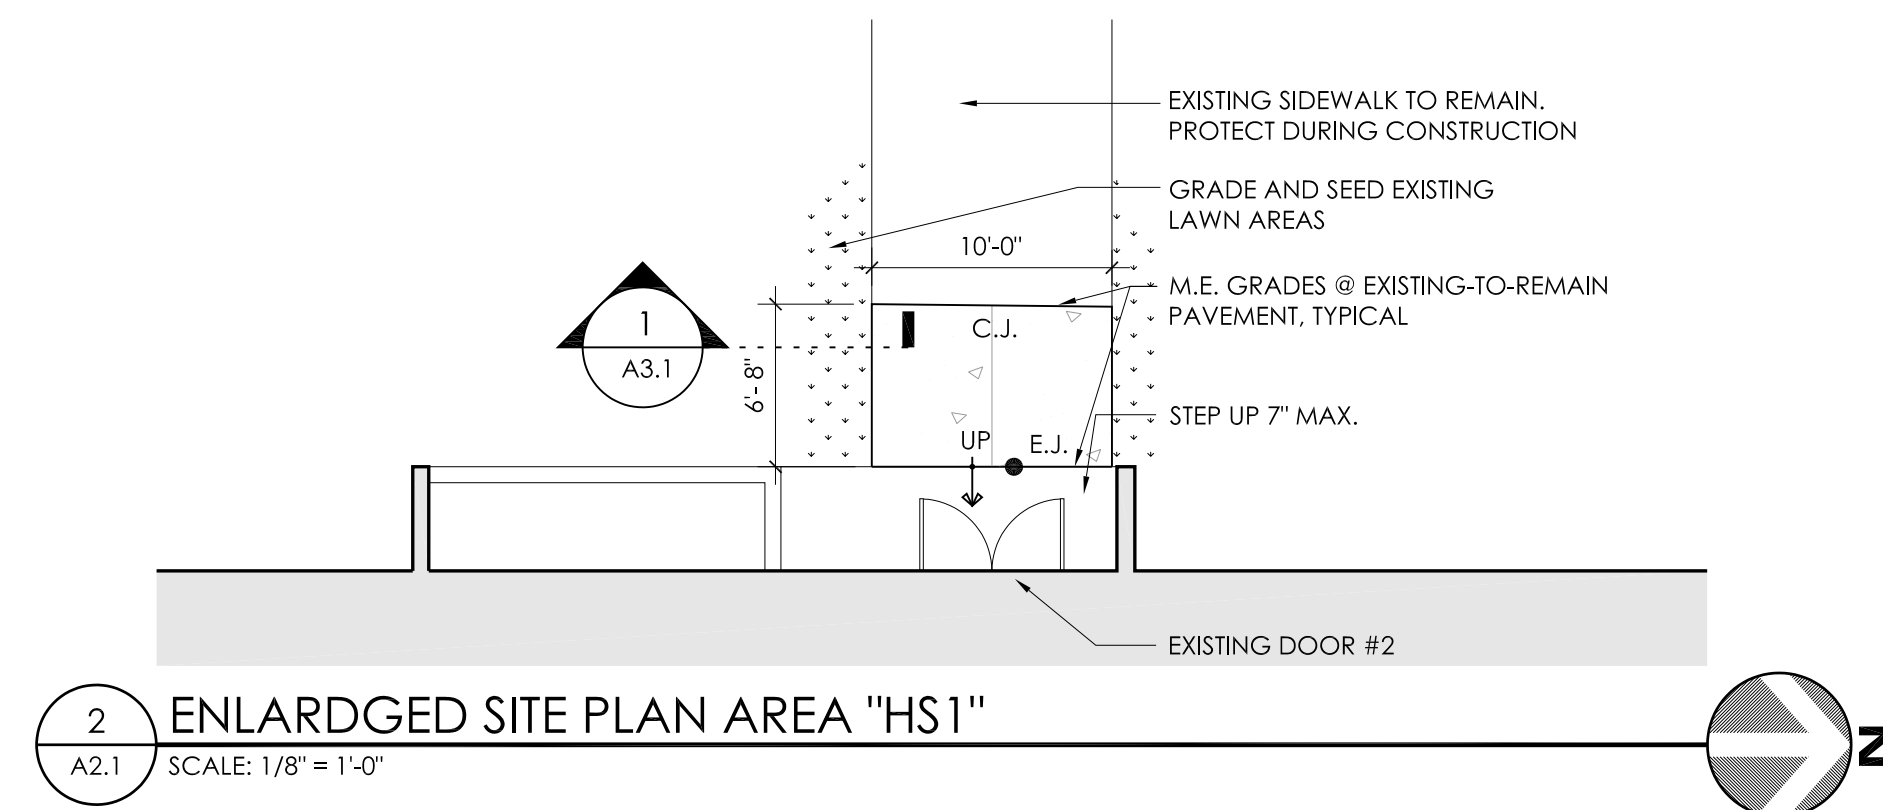 EXISTING SIDEWALK TO REMAIN.
PROTECT DURING CONSTRUCTION
GRADE AND SEED EXISTING
LAWN AREAS
10'-0"
M.E. GRADES @ EXISTING-TO-REMAIN
PAVEMENT, TYPICAL
1
A3.1
C.J.
6'- 8"
STEP UP 7" MAX.
UP
E.J.
EXISTING DOOR #2
2
A2.1
ENLARDGED SITE PLAN AREA "HS1"
SCALE: 1/8" = 1'-0"
N